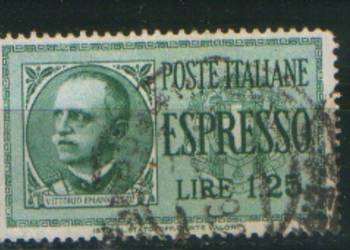 POSTE ITALIANE
ESPRESSO
LIRE 1,25
VITTORIO EMANUELE